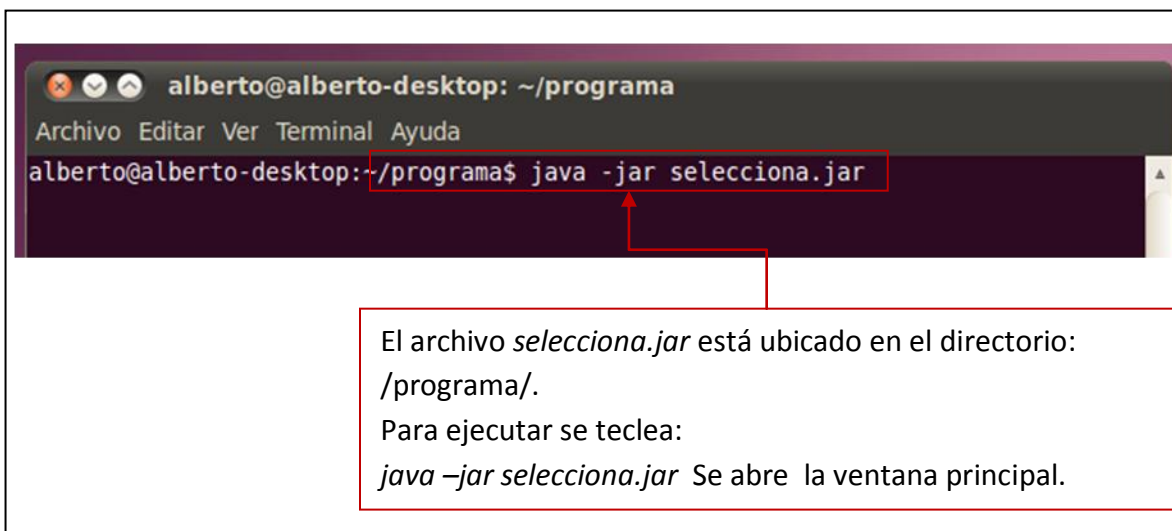 alberto@alberto-desktop: ~/programa
Archivo Editar Ver Terminal Ayuda
alberto@alberto-desktop:~/programa$ java -jar selecciona.jar
El archivo selecciona.jar está ubicado en el directorio:
/programa/.
Para ejecutar se teclea:
java –jar selecciona.jar Se abre la ventana principal.